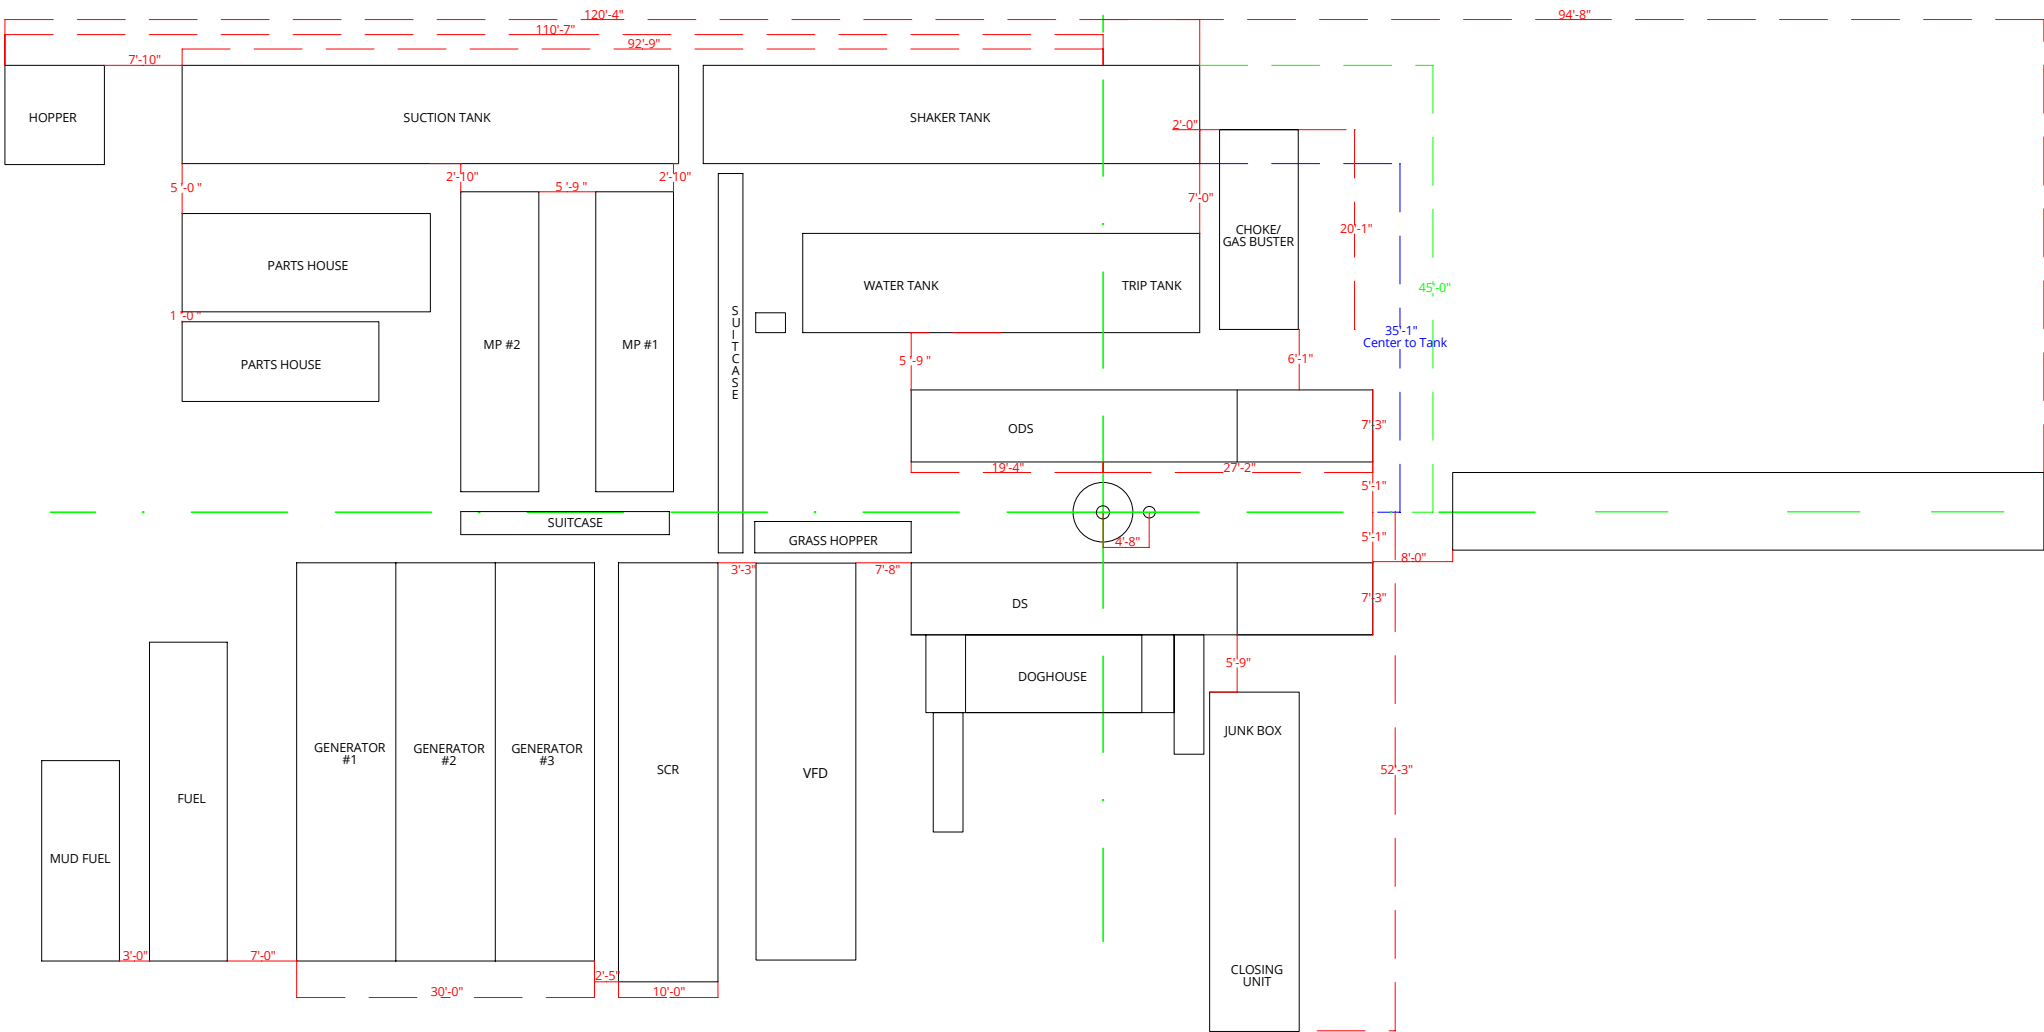 120'-4"
94'-8"
110'-7"
92'-9"
7'-10"
HOPPER
SUCTION TANK
SHAKER TANK
2'-0"
2'-10"
2'-10"
5'-0"
5'-9"
7'-0"
CHOKE/
GAS BUSTER
20'-1"
PARTS HOUSE
WATER TANK
TRIP TANK
45'-0"
1'-0"
SUITCASE
35'-1"
Center to Tank
MP #2
MP #1
5'-9"
6'-1"
PARTS HOUSE
ODS
7'-3"
19'-4"
27'-2"
5'-1"
SUITCASE
GRASS HOPPER
4'-8"
5'-1"
8'-0"
3'-3"
7'-8"
DS
7'-3"
5'-9"
DOGHOUSE
JUNK BOX
GENERATOR
#1
GENERATOR
#2
GENERATOR
#3
SCR
VFD
52'-3"
FUEL
MUD FUEL
3'-0"
7'-0"
2'-5"
CLOSING
UNIT
30'-0"
10'-0"